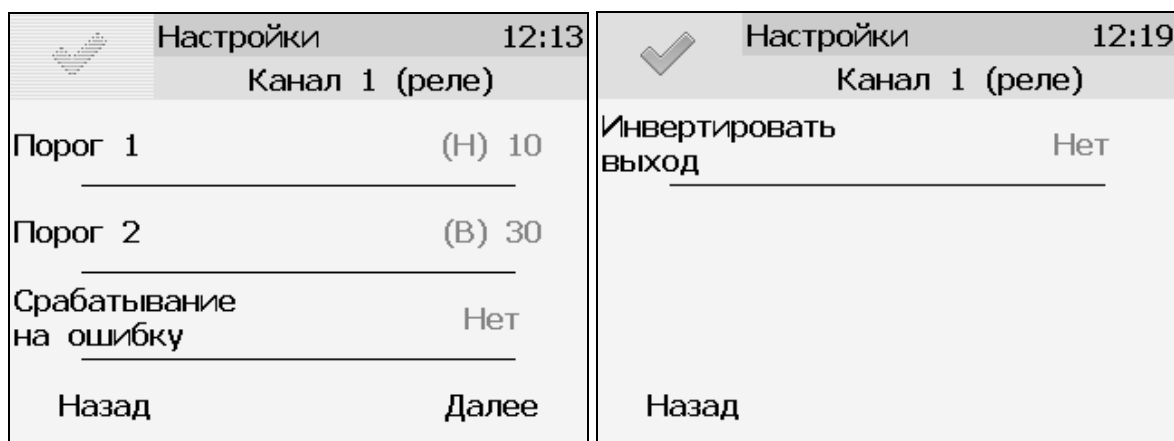 Настройки 12:13
Канал 1 (реле)
Порог 1 (Н) 10
Порог 2 (В) 30
Срабатывание
на ошибку Нет
Назад Далее
Настройки 12:19
Канал 1 (реле)
Инвертировать
выход Нет
Назад